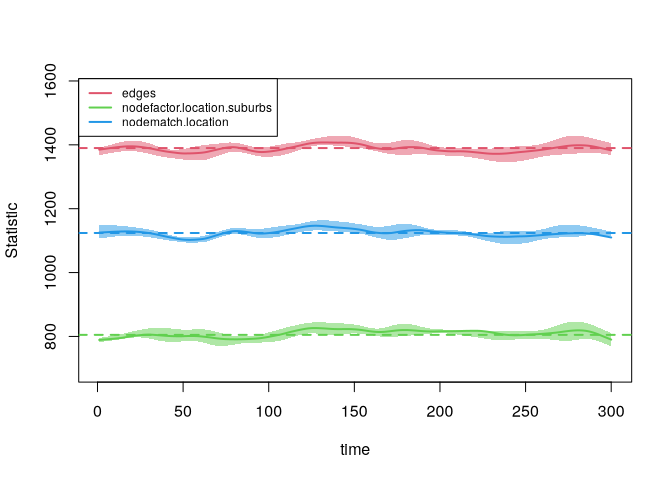 edges
nodefactor.location.suburbs
nodematch.location
Statistic
1600
1400
1200
1000
800
0 50 100 150 200 250 300
time